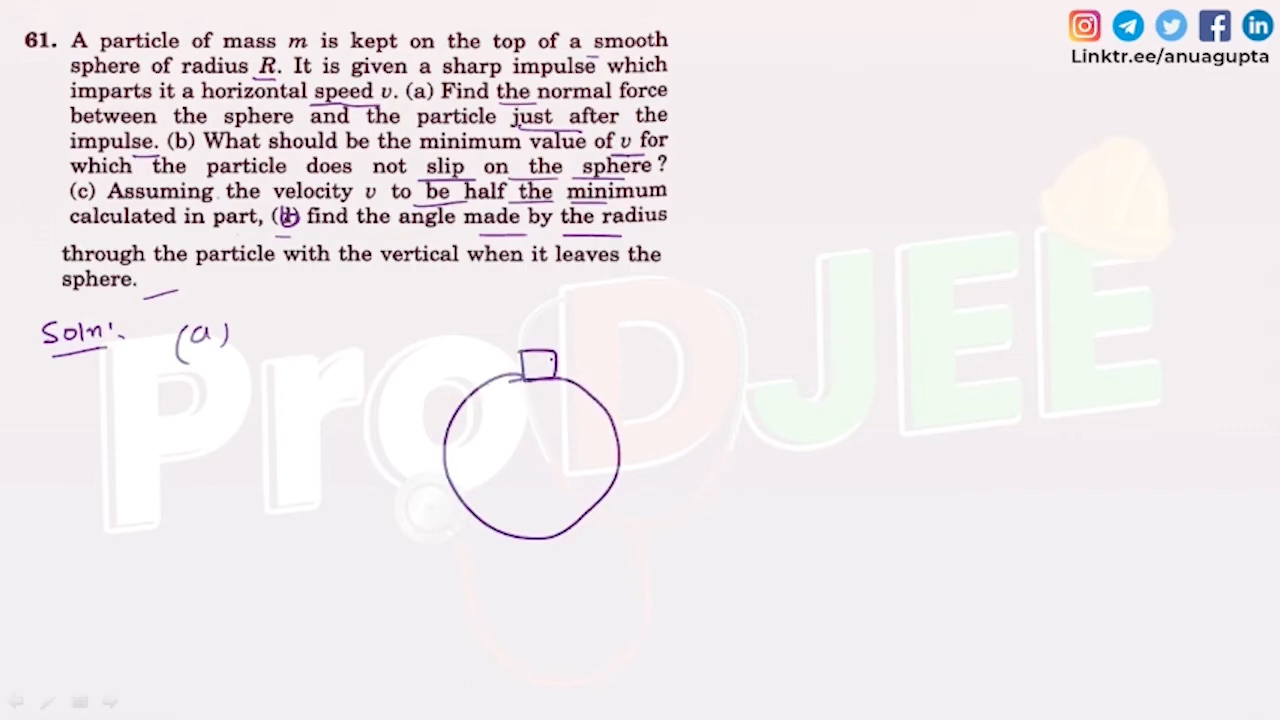 61. A particle of mass m is kept on the top of a smooth
sphere of radius R. It is given a sharp impulse which
imparts it a horizontal speed v. (a) Find the normal force
between the sphere and the particle just after the
impulse. (b) What should be the minimum value of v for
which the particle does not slip on the sphere?
(c) Assuming the velocity v to be half the minimum
calculated in part, (b) find the angle made by the radius
through the particle with the vertical when it leaves the
sphere.
Soln:. (a)
ProDJEE
Linktr.ee/anuagupta